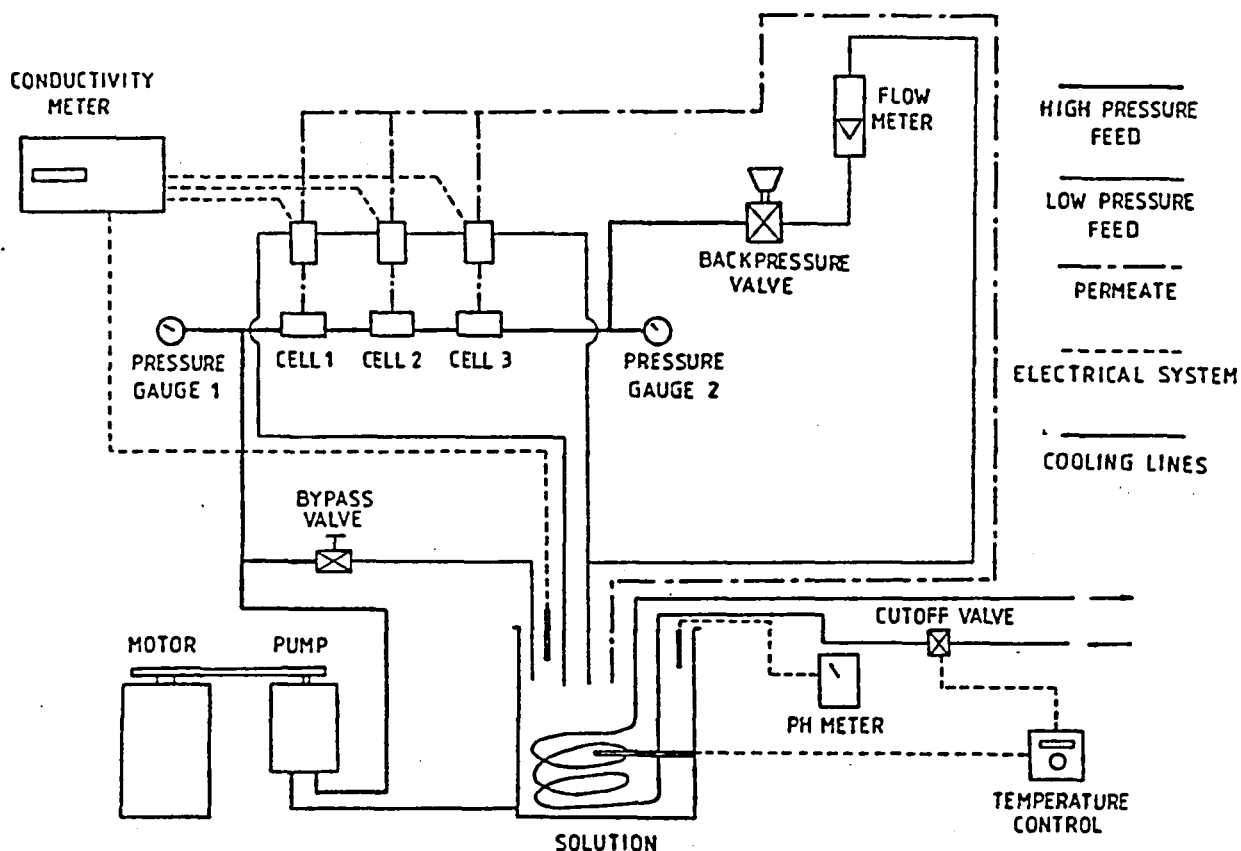 CONDUCTIVITY
METER
FLOW
METER
HIGH PRESSURE
FEED
LOW PRESSURE
FEED
BACKPRESSURE
VALVE
PERMEATE
PRESSURE
GAUGE 1
CELL 1
CELL 2
CELL 3
PRESSURE
GAUGE 2
ELECTRICAL SYSTEM
COOLING LINES
BYPASS
VALVE
CUTOFF VALVE
MOTOR
PUMP
PH METER
TEMPERATURE
CONTROL
SOLUTION